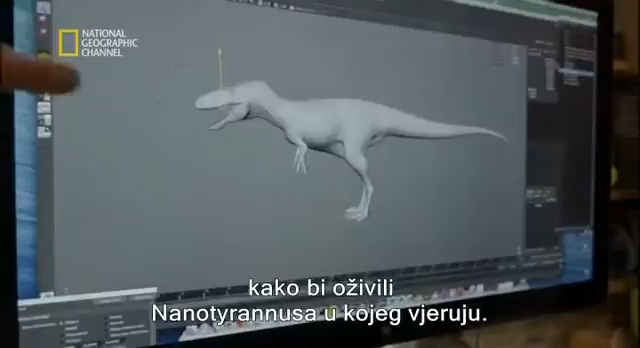 NATIONAL
GEOGRAPHIC
CHANNEL
kako bi oživili
Nanotyrannusa u kojeg vjeruju.